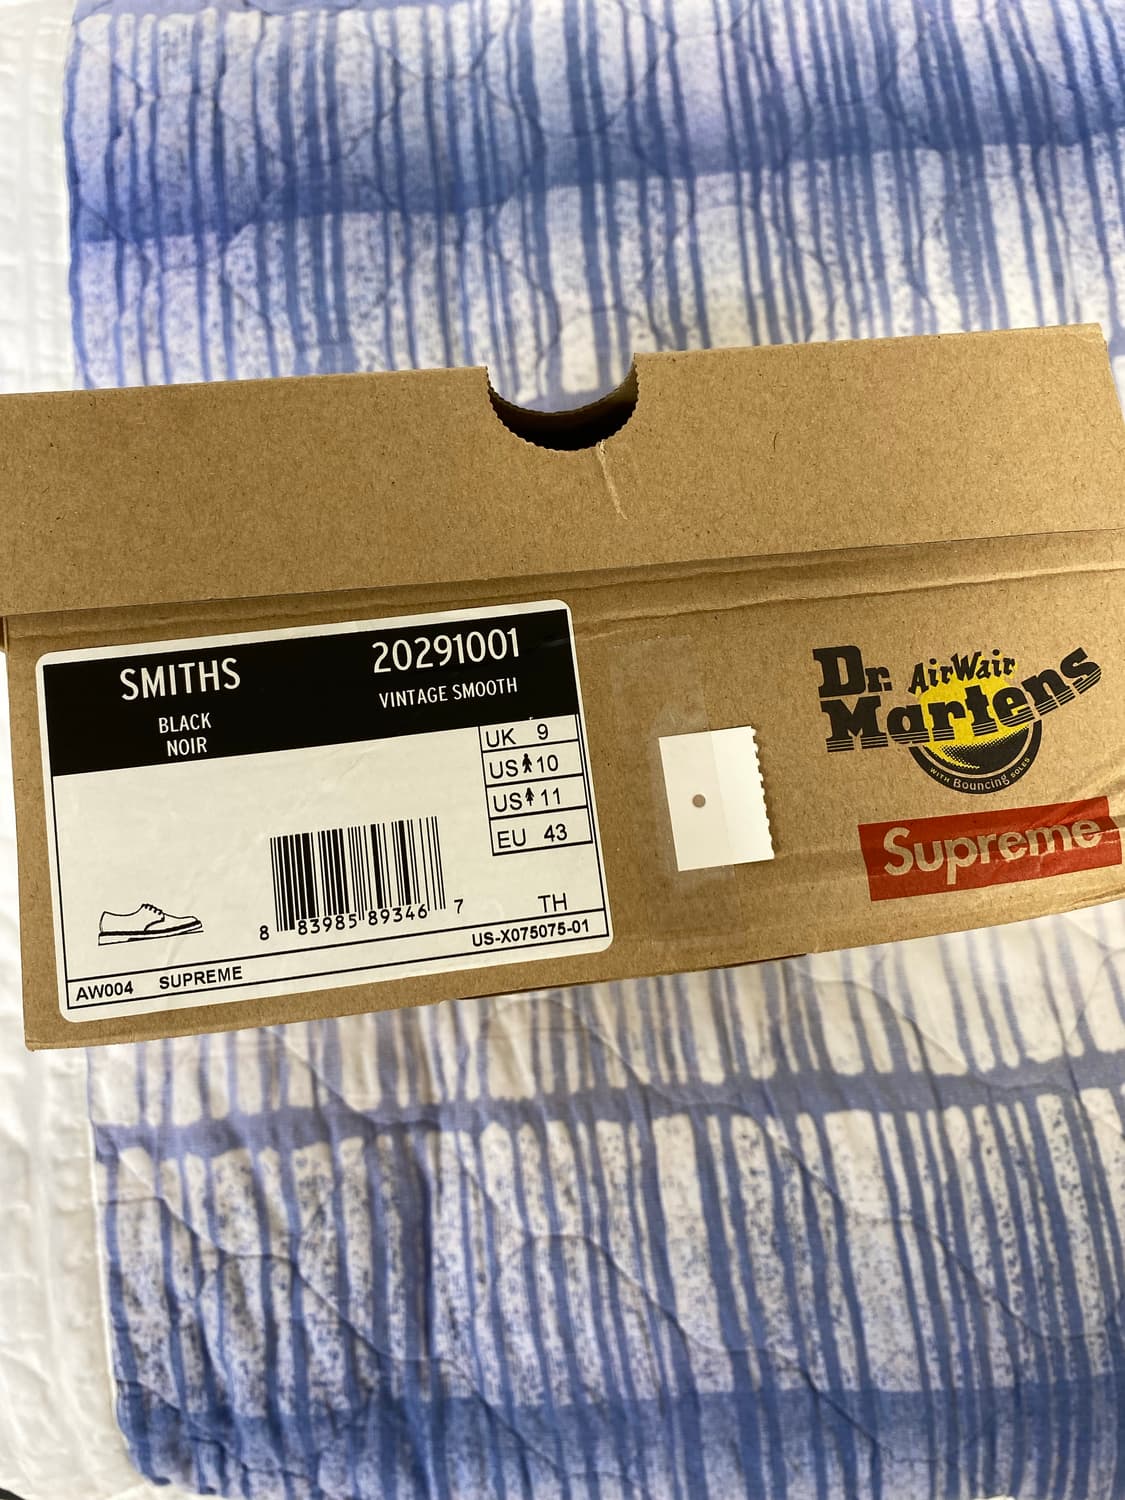 SMITHS
BLACK
NOIR
20291001
VINTAGE SMOOTH
UK 9
US 10
US 11
EU 43
8 83985 89346 7
TH
AW004 SUPREME
US-X075075-01
Dr. AirWair
Martens
WITH Bouncing SOLES
Supreme